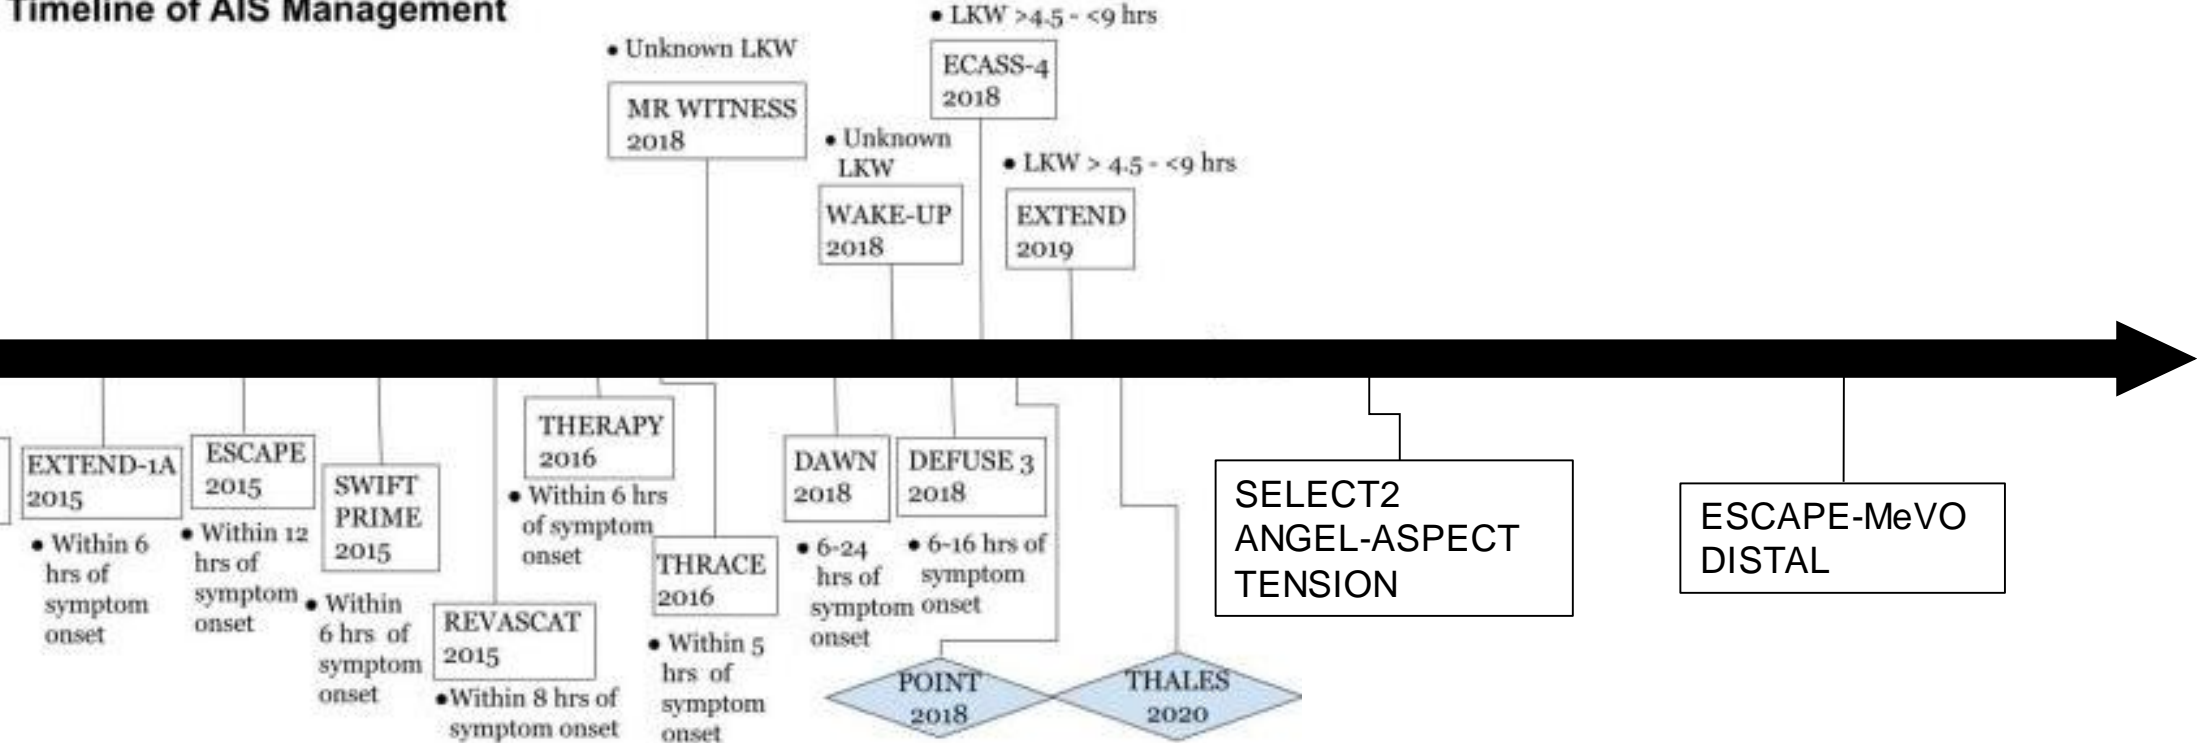 Timeline of AIS Management
• LKW >4.5 - <9 hrs
ECASS-4
2018
• Unknown LKW
MR WITNESS
2018
• Unknown
LKW
WAKE-UP
2018
• LKW > 4.5 - <9 hrs
EXTEND
2019
EXTEND-1A
2015
• Within 6
hrs of
symptom
onset
ESCAPE
2015
• Within 12
hrs of
symptom
onset
SWIFT
PRIME
2015
• Within
6 hrs of
symptom
onset
REVASCAT
2015
•Within 8 hrs of
symptom onset
THERAPY
2016
• Within 6 hrs
of symptom
onset
THRACE
2016
• Within 5
hrs of
symptom
onset
DAWN
2018
• 6-24
hrs of
symptom
onset
DEFUSE 3
2018
• 6-16 hrs of
symptom
onset
POINT
2018
THALES
2020
SELECT2
ANGEL-ASPECT
TENSION
ESCAPE-MeVO
DISTAL